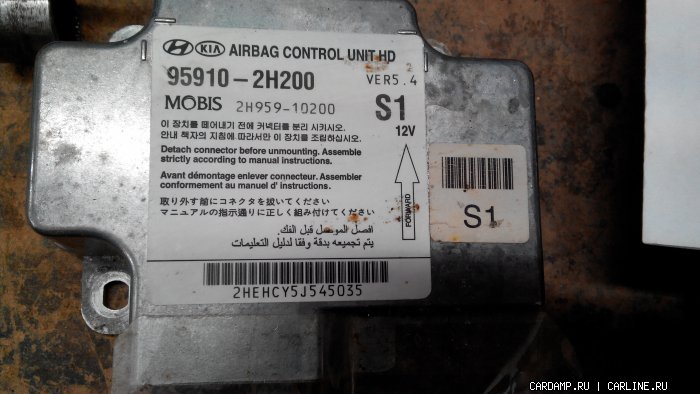 HYUNDAI KIA AIRBAG CONTROL UNIT HD
95910-2H200 VER5.4
MOBIS 2H959-10200 S1
12V
이 장치를 떼어내기 전에 커넥터를 분리 시키시오.
안내 책자의 지침에 따라서만 이 장치를 조립하십시오.
Detach connector before unmounting. Assemble
strictly according to manual instructions.
Avant démontage enlever connecteur. Assembler
conformement au manuel d' instructions.
取り外す前にコネクタを抜いてください
マニュアルの指示通りに正しく組み付けてください
افصل الموصل قبل الفك.
يتم تجميعه بدقة وفقا لدليل التعليمات
FORWARD
2HEHCY5J545035
S1
CARDAMP.RU | CARLINE.RU